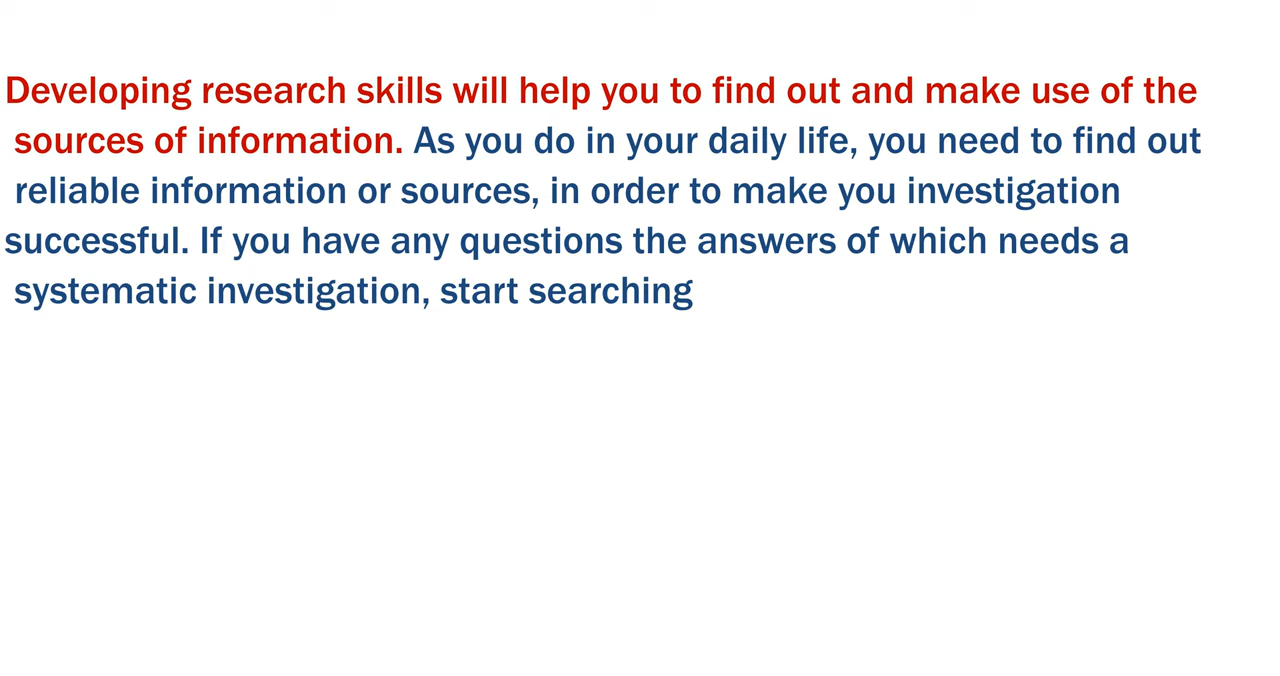 Developing research skills will help you to find out and make use of the
sources of information. As you do in your daily life, you need to find out
reliable information or sources, in order to make you investigation
successful. If you have any questions the answers of which needs a
systematic investigation, start searching